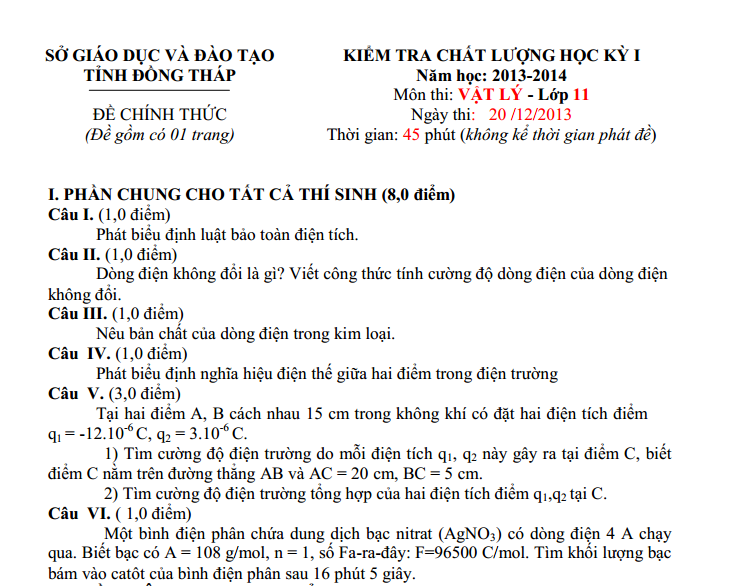 SỞ GIÁO DỤC VÀ ĐÀO TẠO
TỈNH ĐỒNG THÁP
ĐỀ CHÍNH THỨC
(Đề gồm có 01 trang)
KIỂM TRA CHẤT LƯỢNG HỌC KỲ I
Năm học: 2013-2014
Môn thi: VẬT LÝ - Lớp 11
Ngày thi: 20 /12/2013
Thời gian: 45 phút (không kể thời gian phát đề)
I. PHẦN CHUNG CHO TẤT CẢ THÍ SINH (8,0 điểm)
Câu I. (1,0 điểm)
Phát biểu định luật bảo toàn điện tích.
Câu II. (1,0 điểm)
Dòng điện không đổi là gì? Viết công thức tính cường độ dòng điện của dòng điện
không đổi.
Câu III. (1,0 điểm)
Nêu bản chất của dòng điện trong kim loại.
Câu IV. (1,0 điểm)
Phát biểu định nghĩa hiệu điện thế giữa hai điểm trong điện trường
Câu V. (3,0 điểm)
Tại hai điểm A, B cách nhau 15 cm trong không khí có đặt hai điện tích điểm
q₁ = -12.10⁻⁶ C, q₂ = 3.10⁻⁶ C.
1) Tìm cường độ điện trường do mỗi điện tích q₁, q₂ này gây ra tại điểm C, biết
điểm C nằm trên đường thẳng AB và AC = 20 cm, BC = 5 cm.
2) Tìm cường độ điện trường tổng hợp của hai điện tích điểm q₁,q₂ tại C.
Câu VI. ( 1,0 điểm)
Một bình điện phân chứa dung dịch bạc nitrat (AgNO₃) có dòng điện 4 A chạy
qua. Biết bạc có A = 108 g/mol, n = 1, số Fa-ra-đây: F=96500 C/mol. Tìm khối lượng bạc
bám vào catôt của bình điện phân sau 16 phút 5 giây.